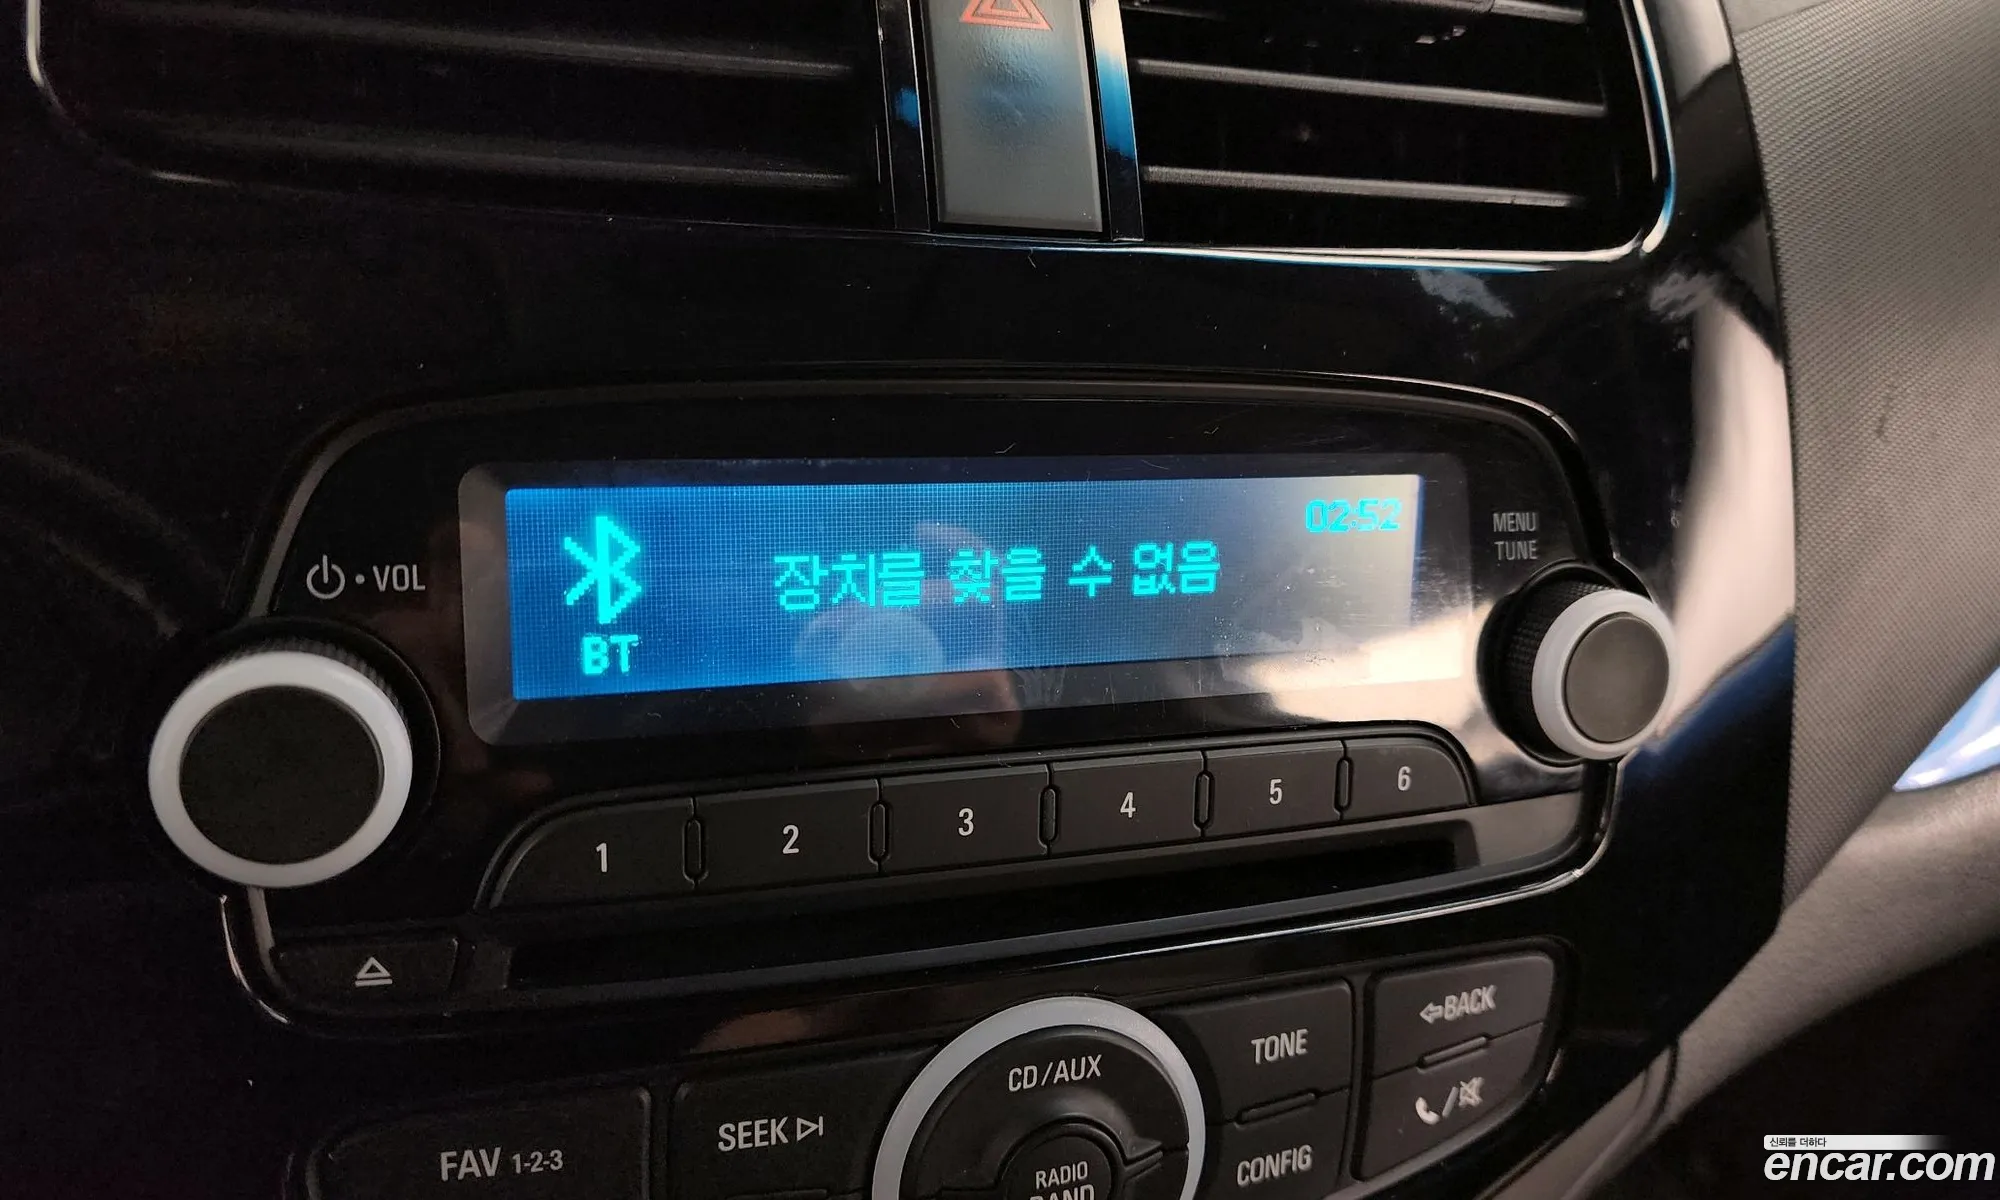 02:52
장치를 찾을 수 없음
BT
VOL
MENU
TUNE
1
2
3
4
5
6
BACK
TONE
CD/AUX
SEEK
FAV 1-2-3
CONFIG
RADIO
BAND
신뢰를 더하다
encar.com